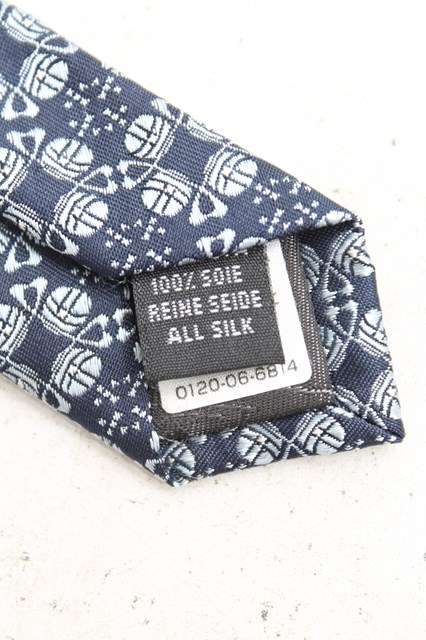 100% SOIE
REINE SEIDE
ALL SILK
0120-06-6814